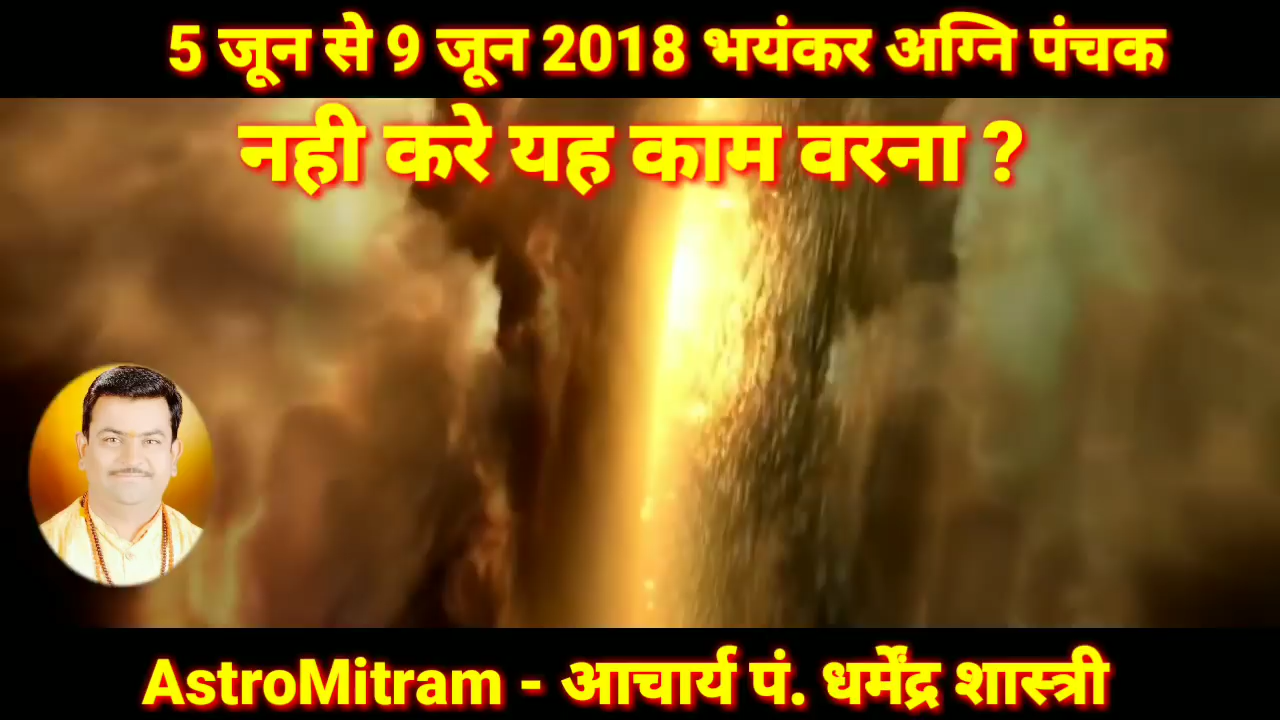 5 जून से 9 जून 2018 भयंकर अग्नि पंचक
नही करे यह काम वरना ?
AstroMitram - आचार्य पं. धर्मेंद्र शास्त्री